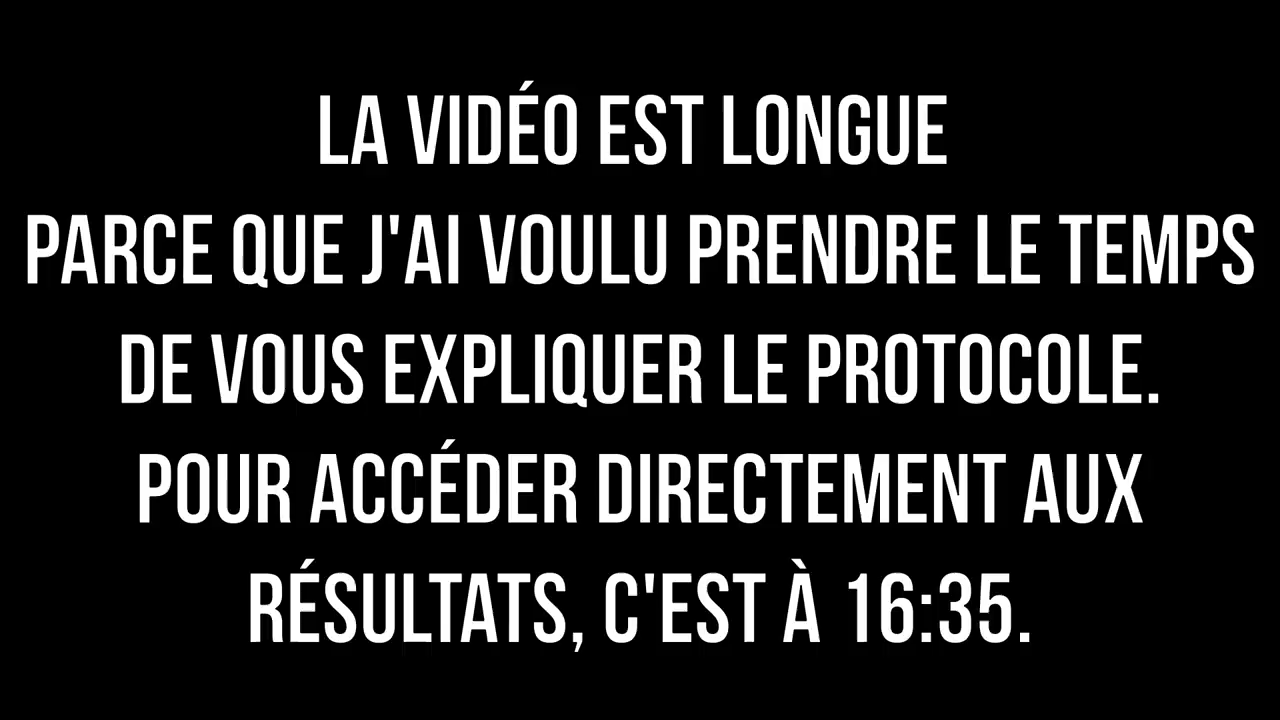 LA VIDÉO EST LONGUE
PARCE QUE J'AI VOULU PRENDRE LE TEMPS
DE VOUS EXPLIQUER LE PROTOCOLE.
POUR ACCÉDER DIRECTEMENT AUX
RÉSULTATS, C'EST À 16:35.